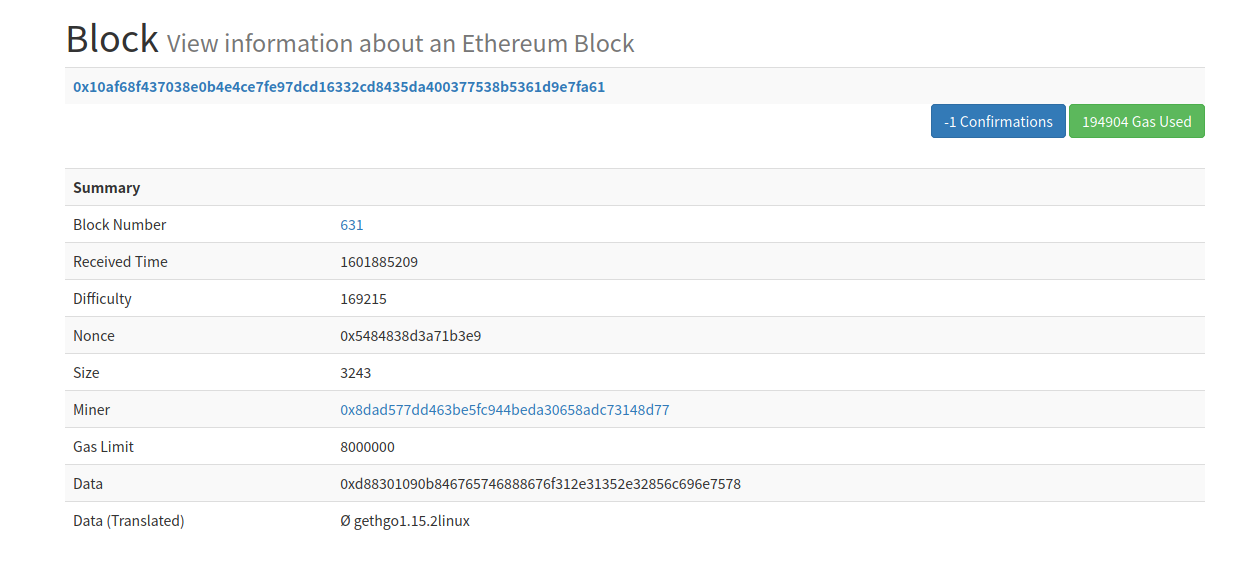 Block View information about an Ethereum Block
0x10af68f437038e0b4e4ce7fe97dcd16332cd8435da400377538b5361d9e7fa61
-1 Confirmations 194904 Gas Used
Summary
Block Number 631
Received Time 1601885209
Difficulty 169215
Nonce 0x5484838d3a71b3e9
Size 3243
Miner 0x8dad577dd463be5fc944beda30658adc73148d77
Gas Limit 8000000
Data 0xd88301090b846765746888676f312e31352e32856c696e7578
Data (Translated) Ø gethgo1.15.2linux